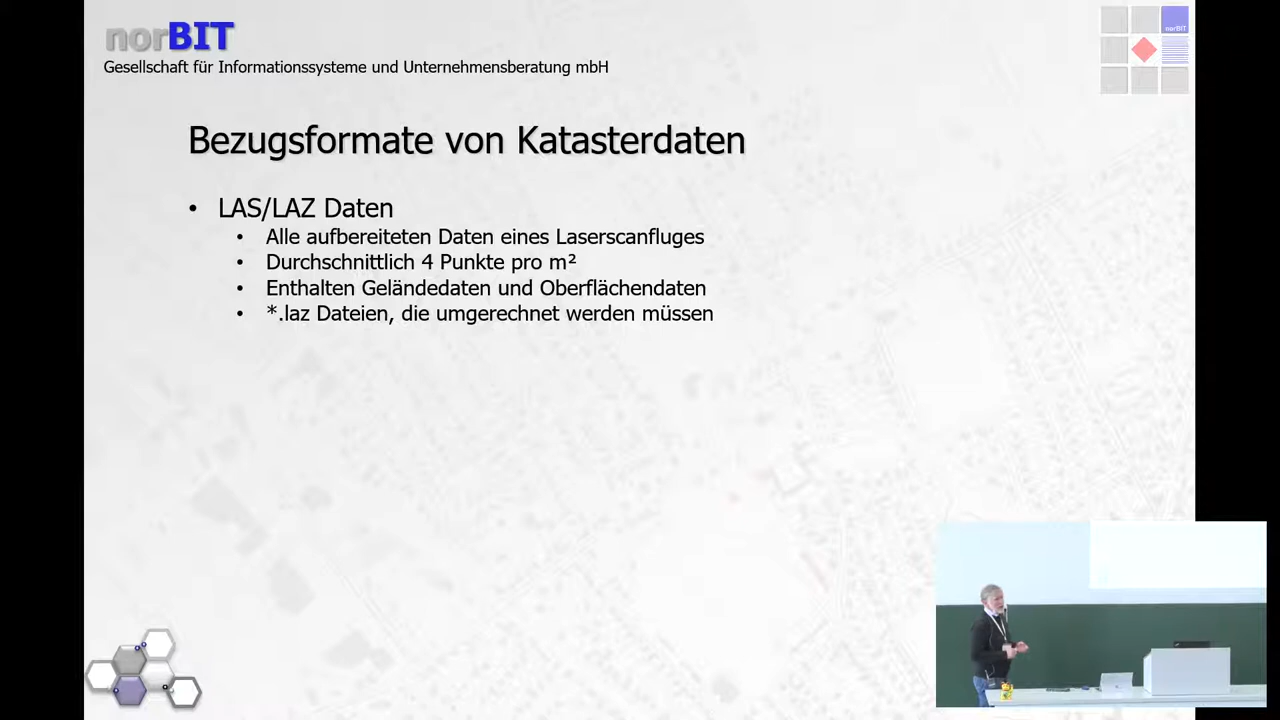 norBIT
norBIT
Gesellschaft für Informationssysteme und Unternehmensberatung mbH
Bezugsformate von Katasterdaten
• LAS/LAZ Daten
• Alle aufbereiteten Daten eines Laserscanfluges
• Durchschnittlich 4 Punkte pro m²
• Enthalten Geländedaten und Oberflächendaten
• *.laz Dateien, die umgerechnet werden müssen